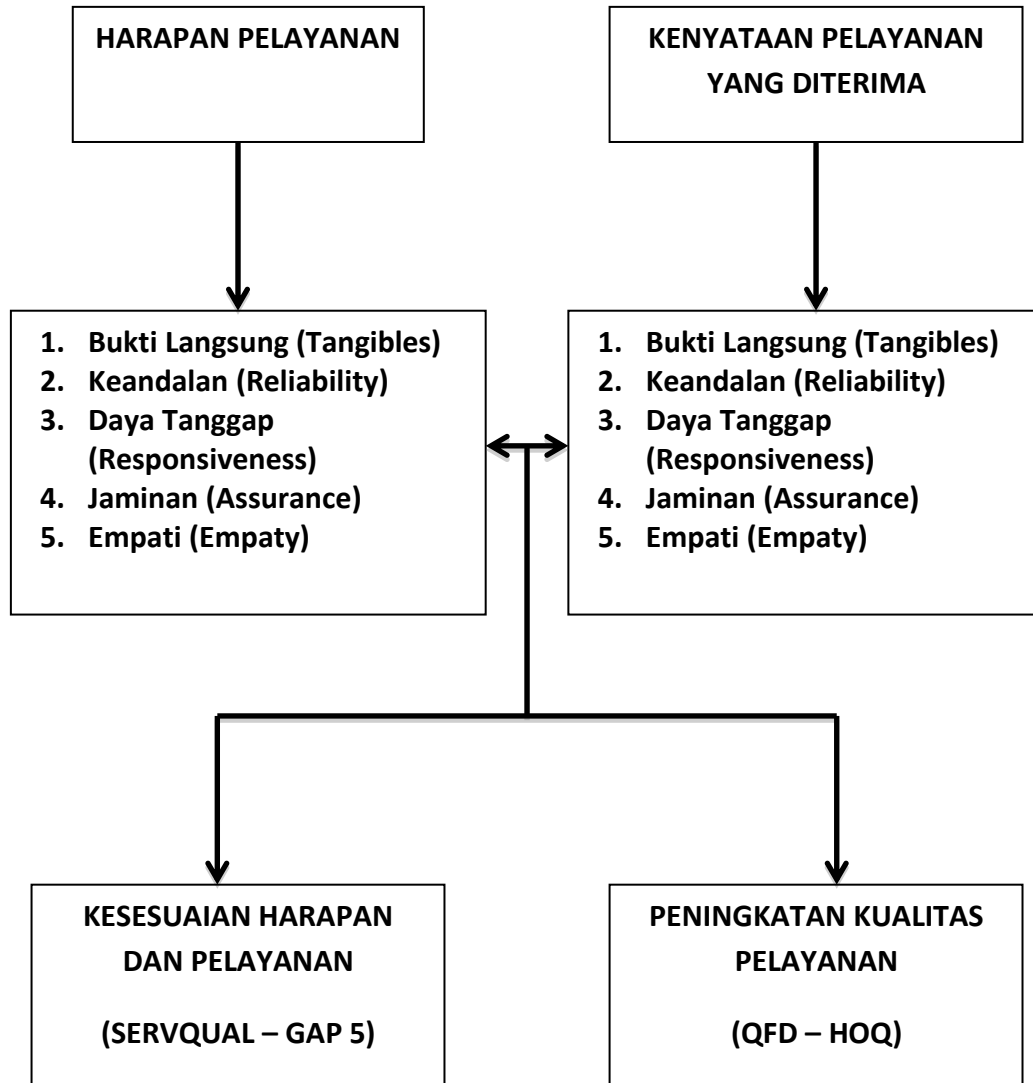 HARAPAN PELAYANAN
KENYATAAN PELAYANAN
YANG DITERIMA
1. Bukti Langsung (Tangibles)
2. Keandalan (Reliability)
3. Daya Tanggap
(Responsiveness)
4. Jaminan (Assurance)
5. Empati (Empaty)
1. Bukti Langsung (Tangibles)
2. Keandalan (Reliability)
3. Daya Tanggap
(Responsiveness)
4. Jaminan (Assurance)
5. Empati (Empaty)
KESESUAIAN HARAPAN
DAN PELAYANAN
(SERVQUAL – GAP 5)
PENINGKATAN KUALITAS
PELAYANAN
(QFD – HOQ)